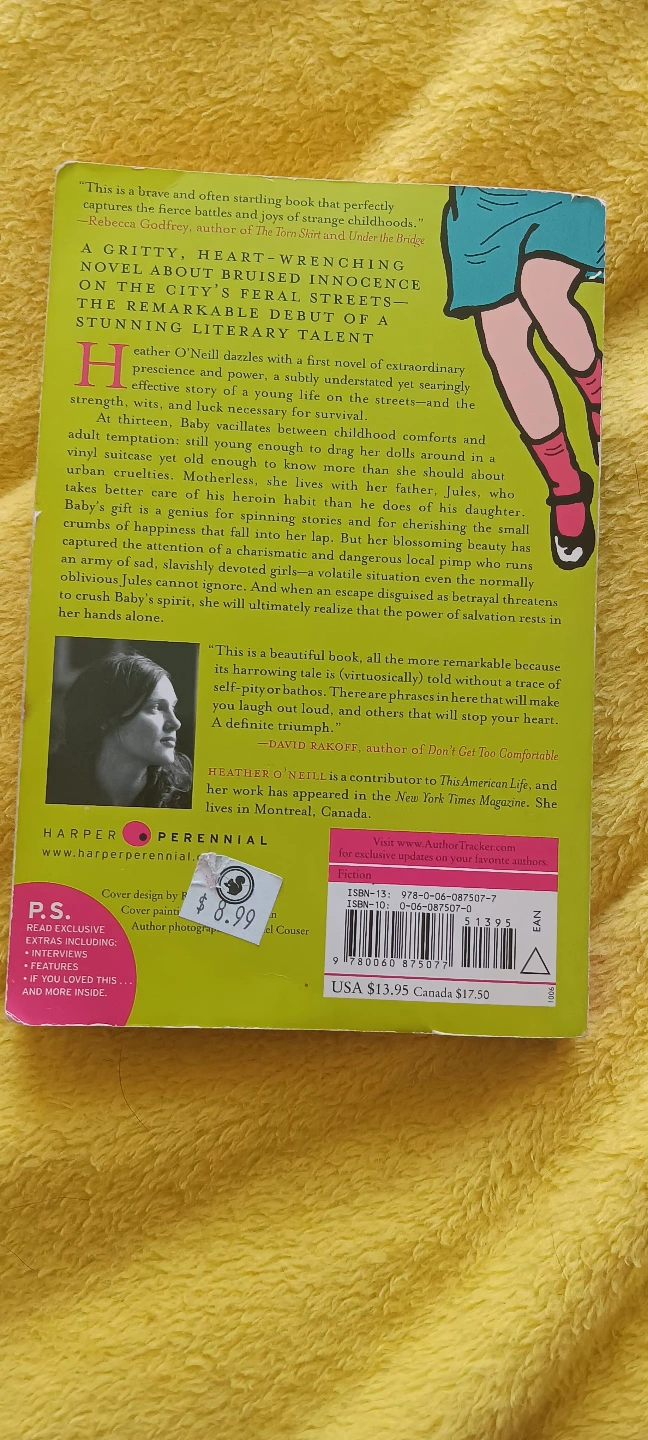 "This is a brave and often startling book that perfectly
captures the fierce battles and joys of strange childhoods."
—Rebecca Godfrey, author of The Torn Skirt and Under the Bridge
A GRITTY, HEART-WRENCHING
NOVEL ABOUT BRUISED INNOCENCE
ON THE CITY'S FERAL STREETS—
THE REMARKABLE DEBUT OF A
STUNNING LITERARY TALENT
Heather O'Neill dazzles with a first novel of extraordinary
prescience and power, a subtly understated yet searingly
effective story of a young life on the streets—and the
strength, wits, and luck necessary for survival.
At thirteen, Baby vacillates between childhood comforts and
adult temptation: still young enough to drag her dolls around in a
vinyl suitcase yet old enough to know more than she should about
urban cruelties. Motherless, she lives with her father, Jules, who
takes better care of his heroin habit than he does of his daughter.
Baby's gift is a genius for spinning stories and for cherishing the small
crumbs of happiness that fall into her lap. But her blossoming beauty has
captured the attention of a charismatic and dangerous local pimp who runs
an army of sad, slavishly devoted girls—a volatile situation even the normally
oblivious Jules cannot ignore. And when an escape disguised as betrayal threatens
to crush Baby's spirit, she will ultimately realize that the power of salvation rests in
her hands alone.
"This is a beautiful book, all the more remarkable because
its harrowing tale is (virtuosically) told without a trace of
self-pity or bathos. There are phrases in here that will make
you laugh out loud, and others that will stop your heart.
A definite triumph."
—DAVID RAKOFF, author of Don't Get Too Comfortable
HEATHER O'NEILL is a contributor to This American Life, and
her work has appeared in the New York Times Magazine. She
lives in Montreal, Canada.
HARPER PERENNIAL
www.harperperennial.
$ 8.99
Cover design by
Cover
Author Couser
P.S.
READ EXCLUSIVE
EXTRAS INCLUDING:
• INTERVIEWS
• FEATURES
• IF YOU LOVED THIS . . .
AND MORE INSIDE.
Visit www.AuthorTracker.com
for exclusive updates on your favorite authors.
Fiction
ISBN-13: 978-0-06-087507-7
ISBN-10: 0-06-087507-0
51395
EAN
9 780060 875077
USA $13.95 Canada $17.50
1006